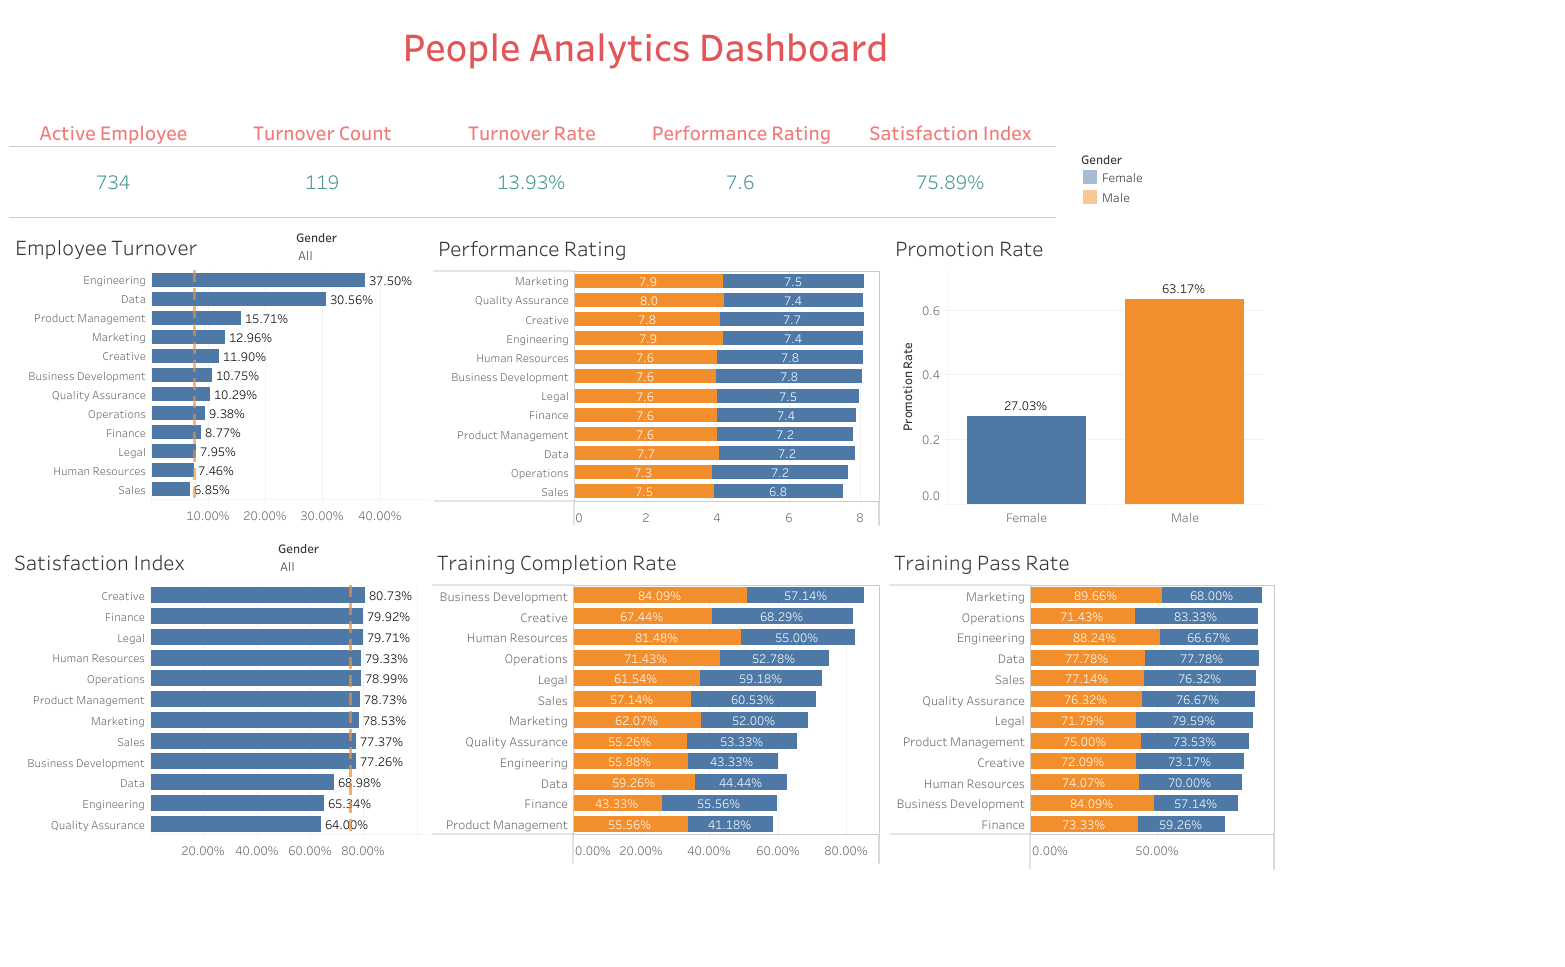 People Analytics Dashboard
Active Employee Turnover Count Turnover Rate Performance Rating Satisfaction Index
734 119 13.93% 7.6 75.89%
Gender
Female
Male
Employee Turnover
Gender
All
Engineering 37.50%
Data 30.56%
Product Management 15.71%
Marketing 12.96%
Creative 11.90%
Business Development 10.75%
Quality Assurance 10.29%
Operations 9.38%
Finance 8.77%
Legal 7.95%
Human Resources 7.46%
Sales 6.85%
10.00% 20.00% 30.00% 40.00%
Performance Rating
Marketing 7.9 7.5
Quality Assurance 8.0 7.4
Creative 7.8 7.7
Engineering 7.9 7.4
Human Resources 7.6 7.8
Business Development 7.6 7.8
Legal 7.6 7.5
Finance 7.6 7.4
Product Management 7.6 7.2
Data 7.7 7.2
Operations 7.3 7.2
Sales 7.5 6.8
0 2 4 6 8
Promotion Rate
Promotion Rate
0.6
0.4
0.2
0.0
63.17%
27.03%
Female Male
Satisfaction Index
Gender
All
Creative 80.73%
Finance 79.92%
Legal 79.71%
Human Resources 79.33%
Operations 78.99%
Product Management 78.73%
Marketing 78.53%
Sales 77.37%
Business Development 77.26%
Data 68.98%
Engineering 65.34%
Quality Assurance 64.00%
20.00% 40.00% 60.00% 80.00%
Training Completion Rate
Business Development 84.09% 57.14%
Creative 67.44% 68.29%
Human Resources 81.48% 55.00%
Operations 71.43% 52.78%
Legal 61.54% 59.18%
Sales 57.14% 60.53%
Marketing 62.07% 52.00%
Quality Assurance 55.26% 53.33%
Engineering 55.88% 43.33%
Data 59.26% 44.44%
Finance 43.33% 55.56%
Product Management 55.56% 41.18%
0.00% 20.00% 40.00% 60.00% 80.00%
Training Pass Rate
Marketing 89.66% 68.00%
Operations 71.43% 83.33%
Engineering 88.24% 66.67%
Data 77.78% 77.78%
Sales 77.14% 76.32%
Quality Assurance 76.32% 76.67%
Legal 71.79% 79.59%
Product Management 75.00% 73.53%
Creative 72.09% 73.17%
Human Resources 74.07% 70.00%
Business Development 84.09% 57.14%
Finance 73.33% 59.26%
0.00% 50.00%